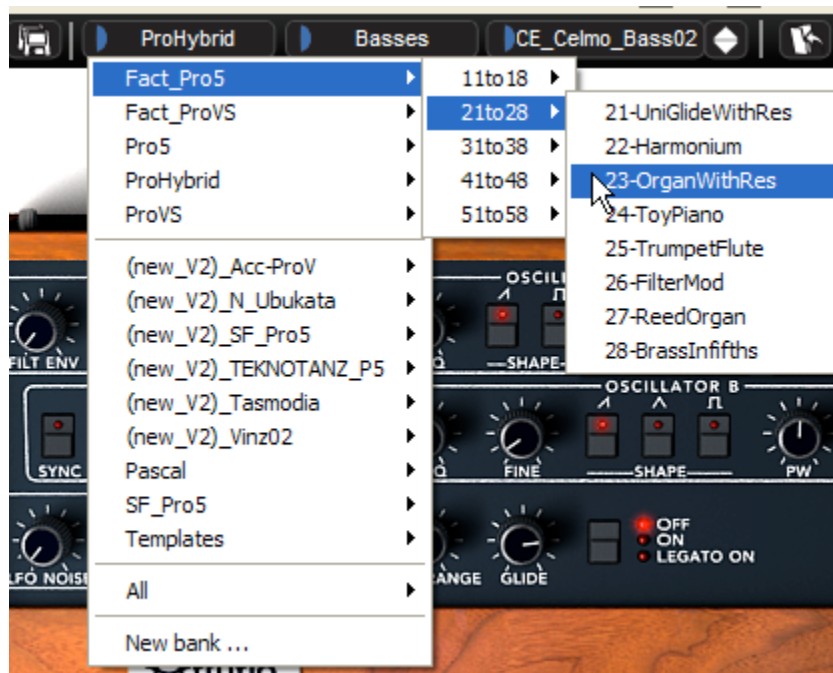 ProHybrid
Basses
CE_Celmo_Bass02
Fact_Pro5
Fact_ProVS
Pro5
ProHybrid
ProVS
(new_V2)_Acc-ProV
(new_V2)_N_Ubukata
(new_V2)_SF_Pro5
(new_V2)_TEKNOTANZ_P5
(new_V2)_Tasmodia
(new_V2)_Vinz02
Pascal
SF_Pro5
Templates
All
New bank ...
11to18
21to28
31to38
41to48
51to58
21-UniGlideWithRes
22-Harmonium
23-OrganWithRes
24-ToyPiano
25-TrumpetFlute
26-FilterMod
27-ReedOrgan
28-BrassInfifths
FILT ENV
SHAPE
OSCILLATOR B
SYNC
FINE
SHAPE
PW
OFF
ON
LEGATO ON
GLIDE